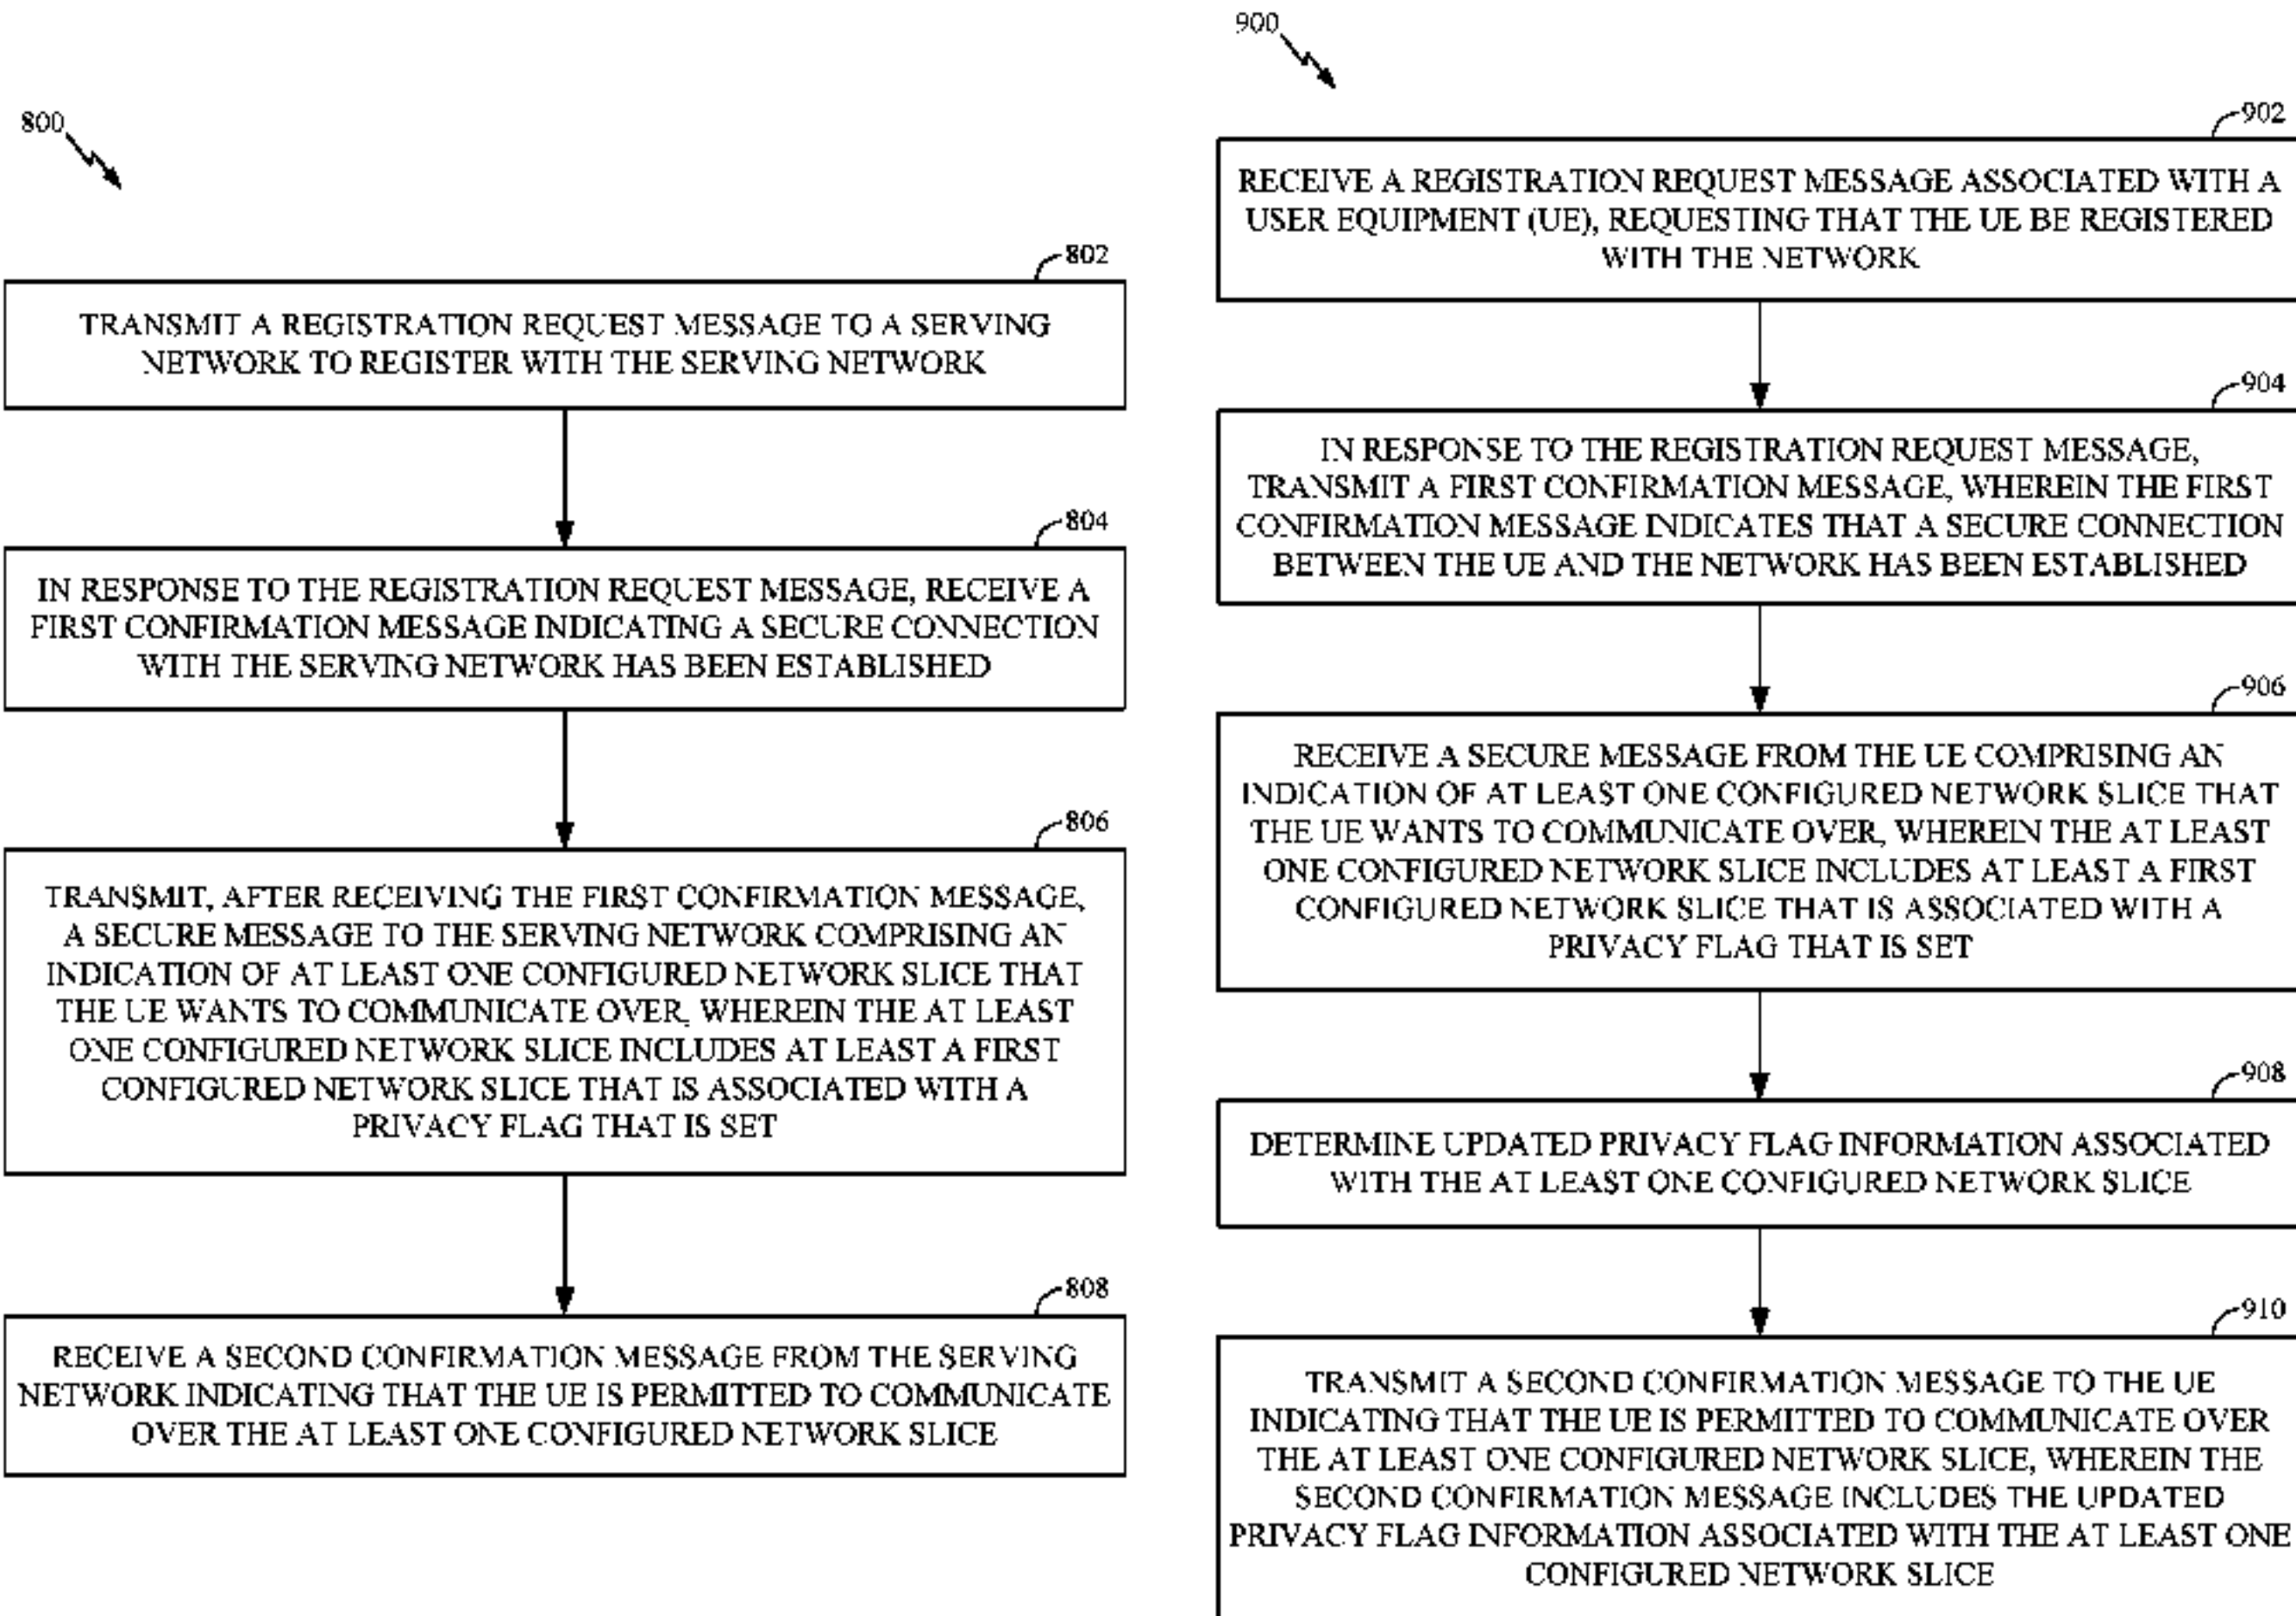 800
802
TRANSMIT A REGISTRATION REQUEST MESSAGE TO A SERVING
NETWORK TO REGISTER WITH THE SERVING NETWORK
804
IN RESPONSE TO THE REGISTRATION REQUEST MESSAGE, RECEIVE A
FIRST CONFIRMATION MESSAGE INDICATING A SECURE CONNECTION
WITH THE SERVING NETWORK HAS BEEN ESTABLISHED
806
TRANSMIT, AFTER RECEIVING THE FIRST CONFIRMATION MESSAGE,
A SECURE MESSAGE TO THE SERVING NETWORK COMPRISING AN
INDICATION OF AT LEAST ONE CONFIGURED NETWORK SLICE THAT
THE UE WANTS TO COMMUNICATE OVER, WHEREIN THE AT LEAST
ONE CONFIGURED NETWORK SLICE INCLUDES AT LEAST A FIRST
CONFIGURED NETWORK SLICE THAT IS ASSOCIATED WITH A
PRIVACY FLAG THAT IS SET
808
RECEIVE A SECOND CONFIRMATION MESSAGE FROM THE SERVING
NETWORK INDICATING THAT THE UE IS PERMITTED TO COMMUNICATE
OVER THE AT LEAST ONE CONFIGURED NETWORK SLICE
900
902
RECEIVE A REGISTRATION REQUEST MESSAGE ASSOCIATED WITH A
USER EQUIPMENT (UE), REQUESTING THAT THE UE BE REGISTERED
WITH THE NETWORK
904
IN RESPONSE TO THE REGISTRATION REQUEST MESSAGE,
TRANSMIT A FIRST CONFIRMATION MESSAGE, WHEREIN THE FIRST
CONFIRMATION MESSAGE INDICATES THAT A SECURE CONNECTION
BETWEEN THE UE AND THE NETWORK HAS BEEN ESTABLISHED
906
RECEIVE A SECURE MESSAGE FROM THE UE COMPRISING AN
INDICATION OF AT LEAST ONE CONFIGURED NETWORK SLICE THAT
THE UE WANTS TO COMMUNICATE OVER, WHEREIN THE AT LEAST
ONE CONFIGURED NETWORK SLICE INCLUDES AT LEAST A FIRST
CONFIGURED NETWORK SLICE THAT IS ASSOCIATED WITH A
PRIVACY FLAG THAT IS SET
908
DETERMINE UPDATED PRIVACY FLAG INFORMATION ASSOCIATED
WITH THE AT LEAST ONE CONFIGURED NETWORK SLICE
910
TRANSMIT A SECOND CONFIRMATION MESSAGE TO THE UE
INDICATING THAT THE UE IS PERMITTED TO COMMUNICATE OVER
THE AT LEAST ONE CONFIGURED NETWORK SLICE, WHEREIN THE
SECOND CONFIRMATION MESSAGE INCLUDES THE UPDATED
PRIVACY FLAG INFORMATION ASSOCIATED WITH THE AT LEAST ONE
CONFIGURED NETWORK SLICE